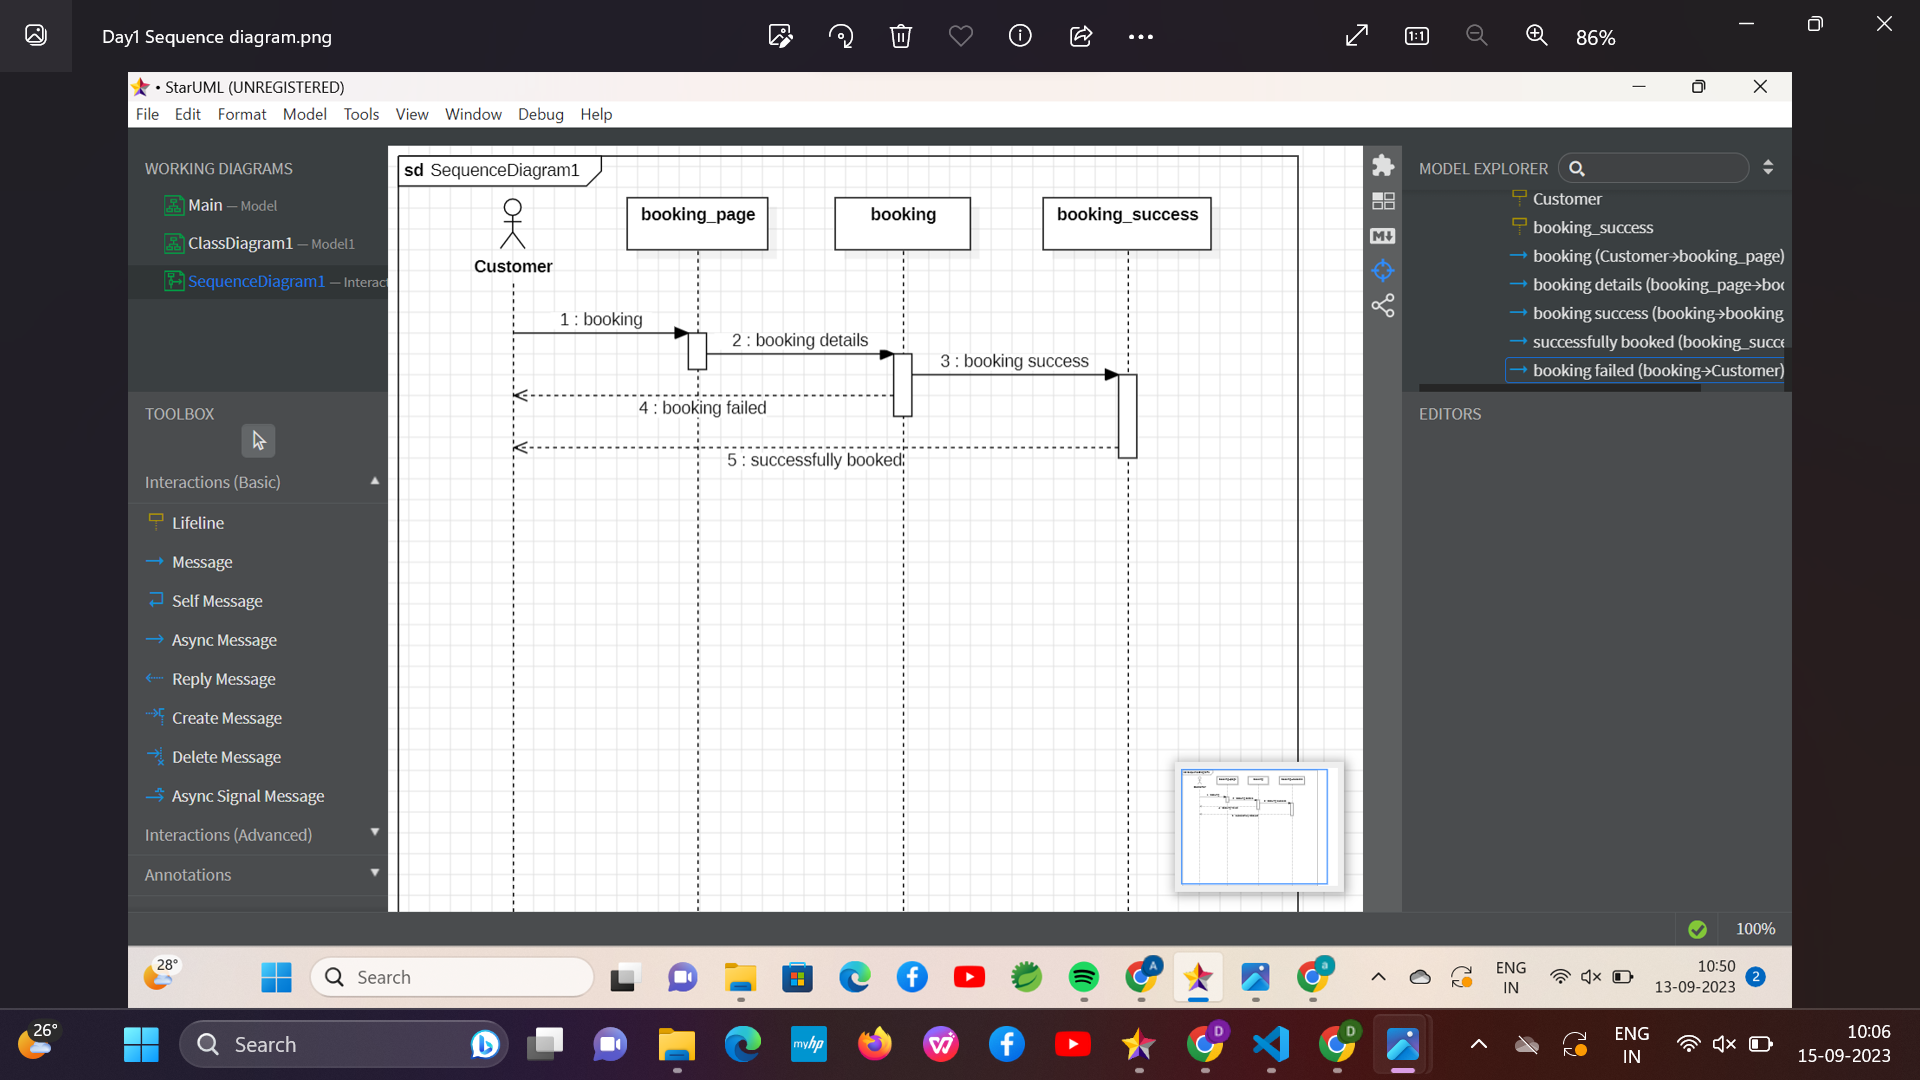 Day1 Sequence diagram.png
86%
• StarUML (UNREGISTERED)
File Edit Format Model Tools View Window Debug Help
WORKING DIAGRAMS
Main — Model
ClassDiagram1 — Model1
SequenceDiagram1 — Interac
TOOLBOX
Interactions (Basic)
Lifeline
Message
Self Message
Async Message
Reply Message
Create Message
Delete Message
Async Signal Message
Interactions (Advanced)
Annotations
sd SequenceDiagram1
Customer
booking_page
booking
booking_success
1 : booking
2 : booking details
3 : booking success
4 : booking failed
5 : successfully booked
MODEL EXPLORER
Customer
booking_success
booking (Customer→booking_page)
booking details (booking_page→boo
booking success (booking→booking
successfully booked (booking_succe
booking failed (booking→Customer)
EDITORS
100%
28°
Search
A
a
ENG
IN
10:50
13-09-2023
2
26°
Search
myhp
D
D
ENG
IN
10:06
15-09-2023